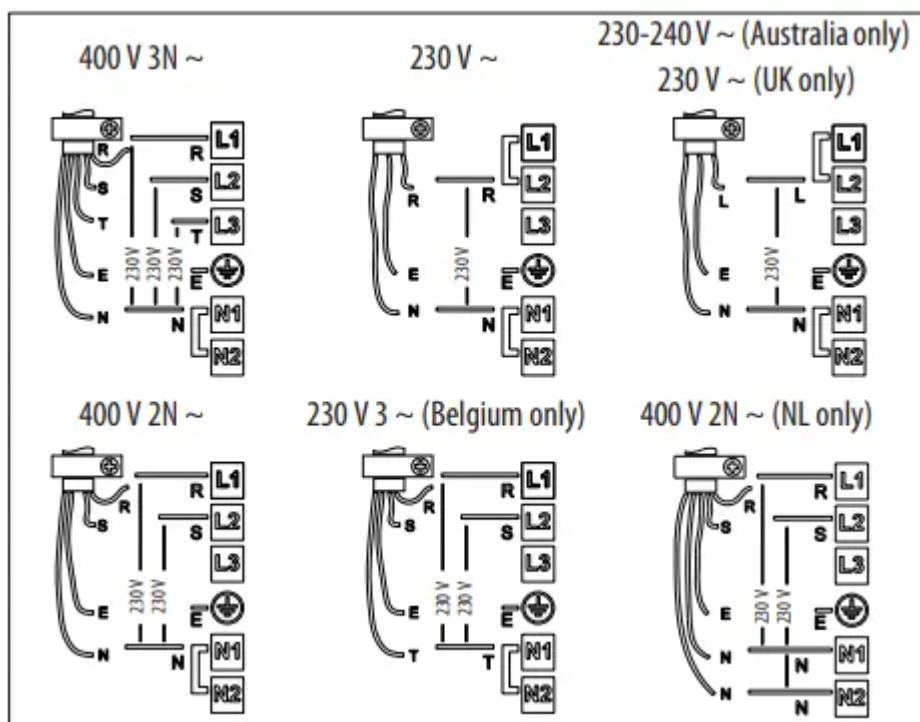 400 V 3N ~
230 V ~
230-240 V ~ (Australia only)
230 V ~ (UK only)
R
S
T
E
N
R
S
T
E
N
230 V
230 V
230 V
L1
L2
L3
N1
N2
R
E
N
R
E
N
230 V
L1
L2
L3
N1
N2
L
E
N
L
E
N
230 V
L1
L2
L3
N1
N2
400 V 2N ~
230 V 3 ~ (Belgium only)
400 V 2N ~ (NL only)
R
S
E
N
R
S
E
N
230 V
230 V
L1
L2
L3
N1
N2
R
S
E
T
R
S
E
T
230 V
230 V
L1
L2
L3
N1
N2
R
S
E
N
N
R
S
E
N
N
230 V
230 V
L1
L2
L3
N1
N2